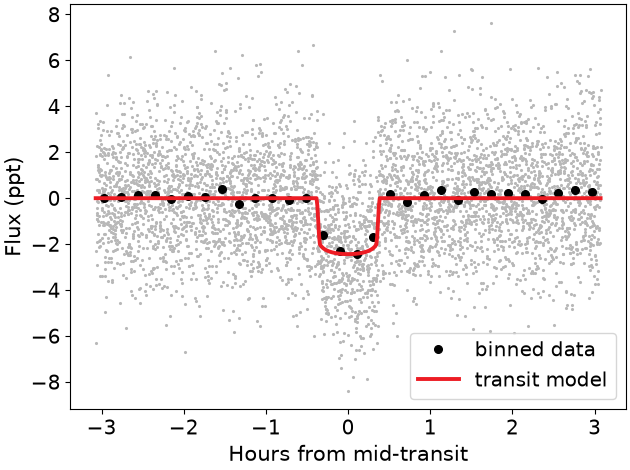 8
6
4
2
0
−2
−4
−6
−8
Flux (ppt)
binned data
transit model
−3 −2 −1 0 1 2 3
Hours from mid-transit